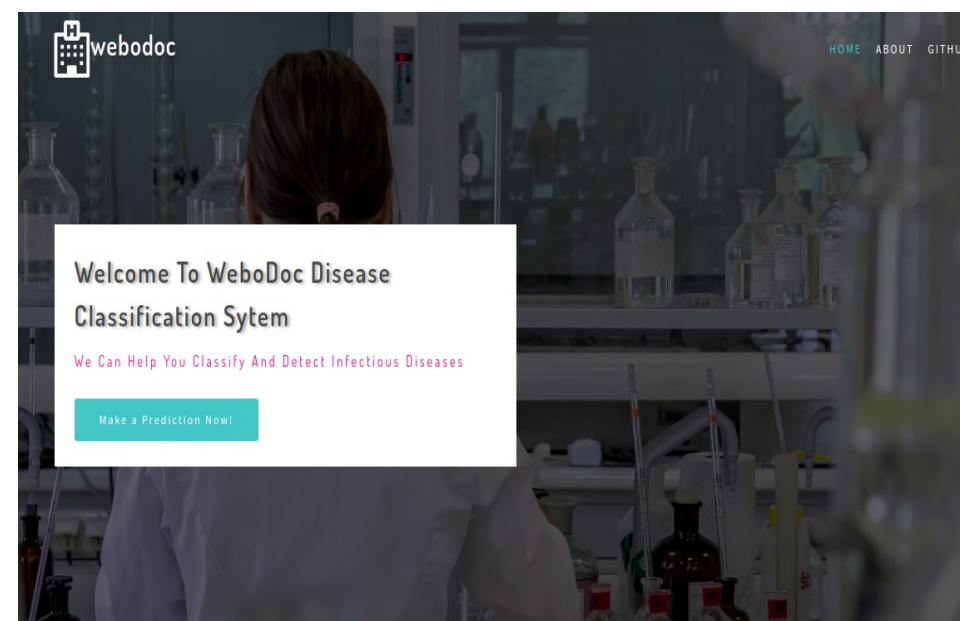 H
webodoc
HOME ABOUT GITHU
Welcome To WeboDoc Disease
Classification Sytem
We Can Help You Classify And Detect Infectious Diseases
Make a Prediction Now!